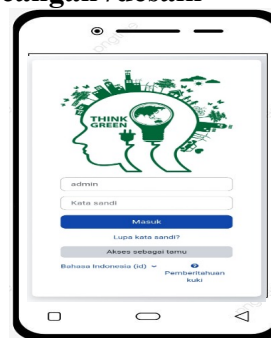 THINK
GREEN
admin
Kata sandi
Masuk
Lupa kata sandi?
Akses sebagai tamu
Bahasa Indonesia (id)
Pemberitahuan
kuki